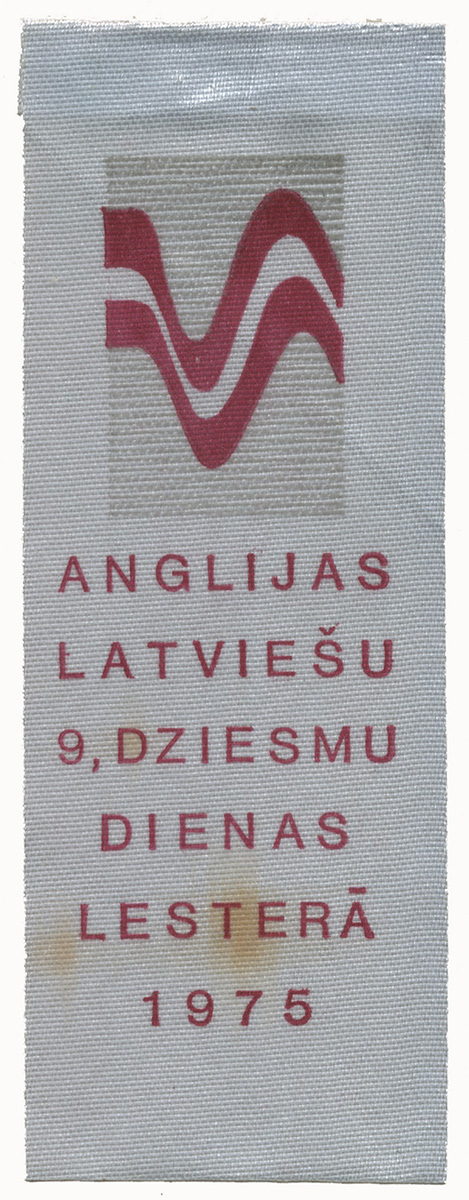 ANGLIJAS
LATVIEŠU
9, DZIESMU
DIENAS
LESTERĀ
1975